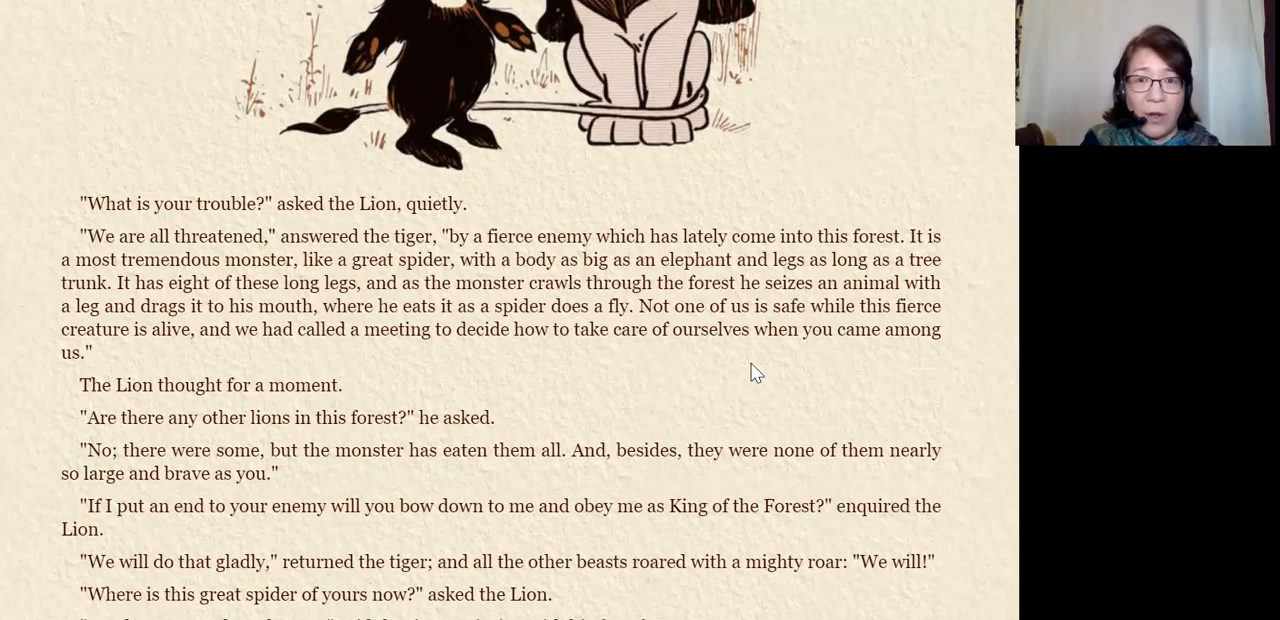 "What is your trouble?" asked the Lion, quietly.
"We are all threatened," answered the tiger, "by a fierce enemy which has lately come into this forest. It is
a most tremendous monster, like a great spider, with a body as big as an elephant and legs as long as a tree
trunk. It has eight of these long legs, and as the monster crawls through the forest he seizes an animal with
a leg and drags it to his mouth, where he eats it as a spider does a fly. Not one of us is safe while this fierce
creature is alive, and we had called a meeting to decide how to take care of ourselves when you came among
us."
The Lion thought for a moment.
"Are there any other lions in this forest?" he asked.
"No; there were some, but the monster has eaten them all. And, besides, they were none of them nearly
so large and brave as you."
"If I put an end to your enemy will you bow down to me and obey me as King of the Forest?" enquired the
Lion.
"We will do that gladly," returned the tiger; and all the other beasts roared with a mighty roar: "We will!"
"Where is this great spider of yours now?" asked the Lion.